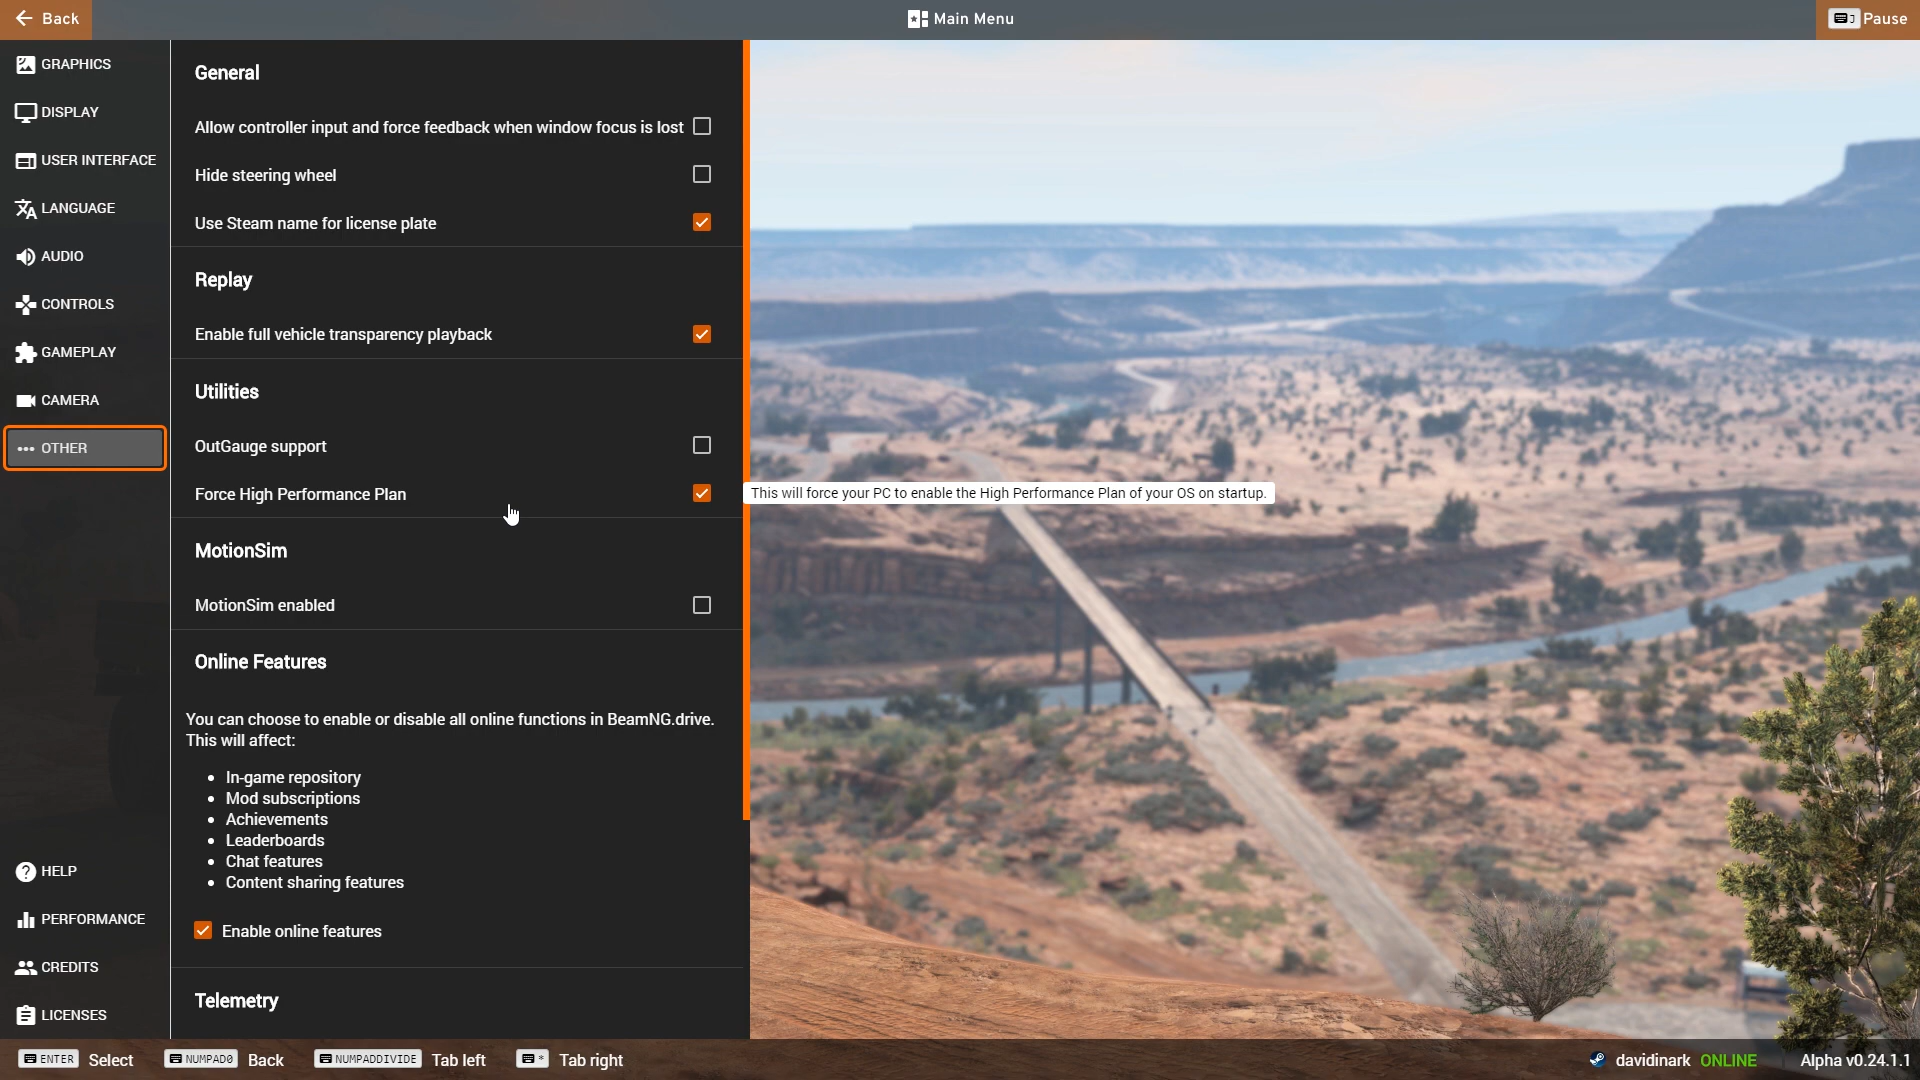 Back
Main Menu
J Pause
GRAPHICS
DISPLAY
USER INTERFACE
LANGUAGE
AUDIO
CONTROLS
GAMEPLAY
CAMERA
OTHER
HELP
PERFORMANCE
CREDITS
LICENSES
General
Allow controller input and force feedback when window focus is lost
Hide steering wheel
Use Steam name for license plate
Replay
Enable full vehicle transparency playback
Utilities
OutGauge support
Force High Performance Plan
This will force your PC to enable the High Performance Plan of your OS on startup.
MotionSim
MotionSim enabled
Online Features
You can choose to enable or disable all online functions in BeamNG.drive.
This will affect:
• In-game repository
• Mod subscriptions
• Achievements
• Leaderboards
• Chat features
• Content sharing features
Enable online features
Telemetry
ENTER Select NUMPAD0 Back NUMPADDIVIDE Tab left * Tab right
davidinark ONLINE Alpha v0.24.1.1